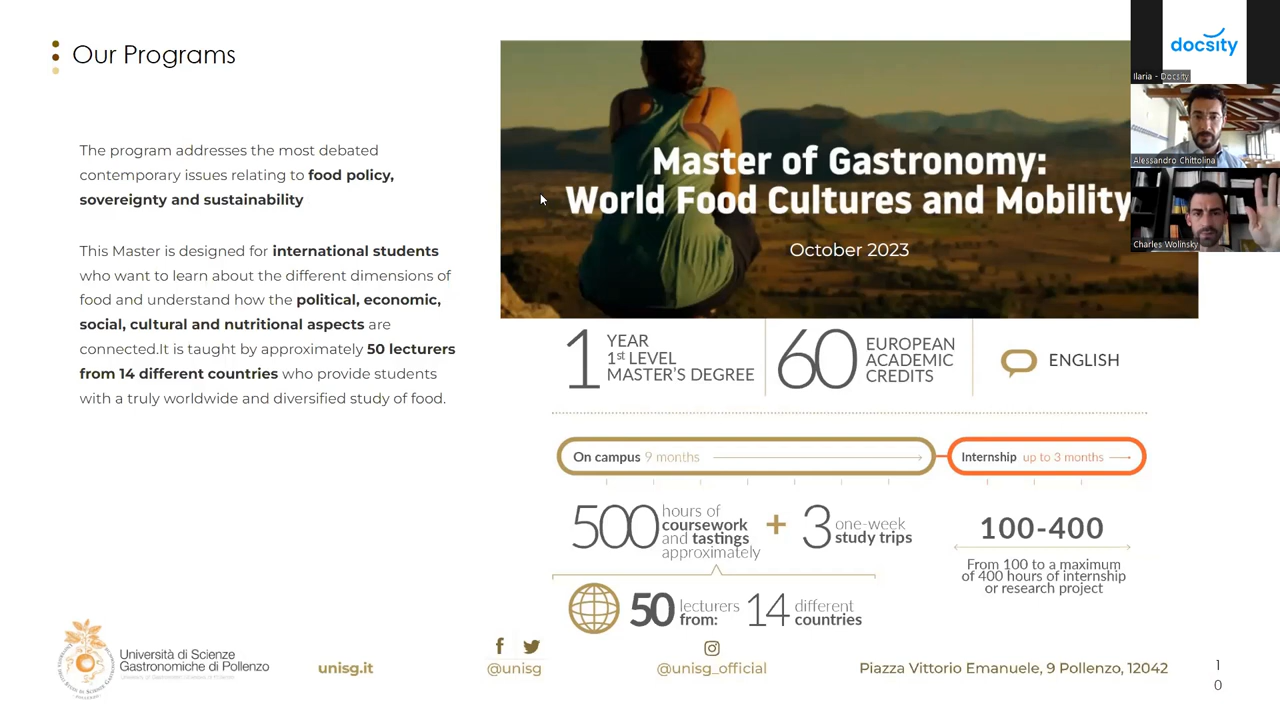 Our Programs
The program addresses the most debated
contemporary issues relating to food policy,
sovereignty and sustainability
This Master is designed for international students
who want to learn about the different dimensions of
food and understand how the political, economic,
social, cultural and nutritional aspects are
connected.It is taught by approximately 50 lecturers
from 14 different countries who provide students
with a truly worldwide and diversified study of food.
Master of Gastronomy:
World Food Cultures and Mobility
October 2023
docsity
Ilaria - Docsity
Alessandro Chittolina
Charles Wolinsky
1 YEAR
1st LEVEL
MASTER'S DEGREE
60 EUROPEAN
ACADEMIC
CREDITS
ENGLISH
On campus 9 months
Internship up to 3 months
500 hours of
coursework
and tastings
approximately
+ 3 one-week
study trips
100-400
From 100 to a maximum
of 400 hours of internship
or research project
50 lecturers
from:
14 different
countries
Università di Scienze
Gastronomiche di Pollenzo
unisg.it
@unisg
@unisg_official
Piazza Vittorio Emanuele, 9 Pollenzo, 12042
1
0